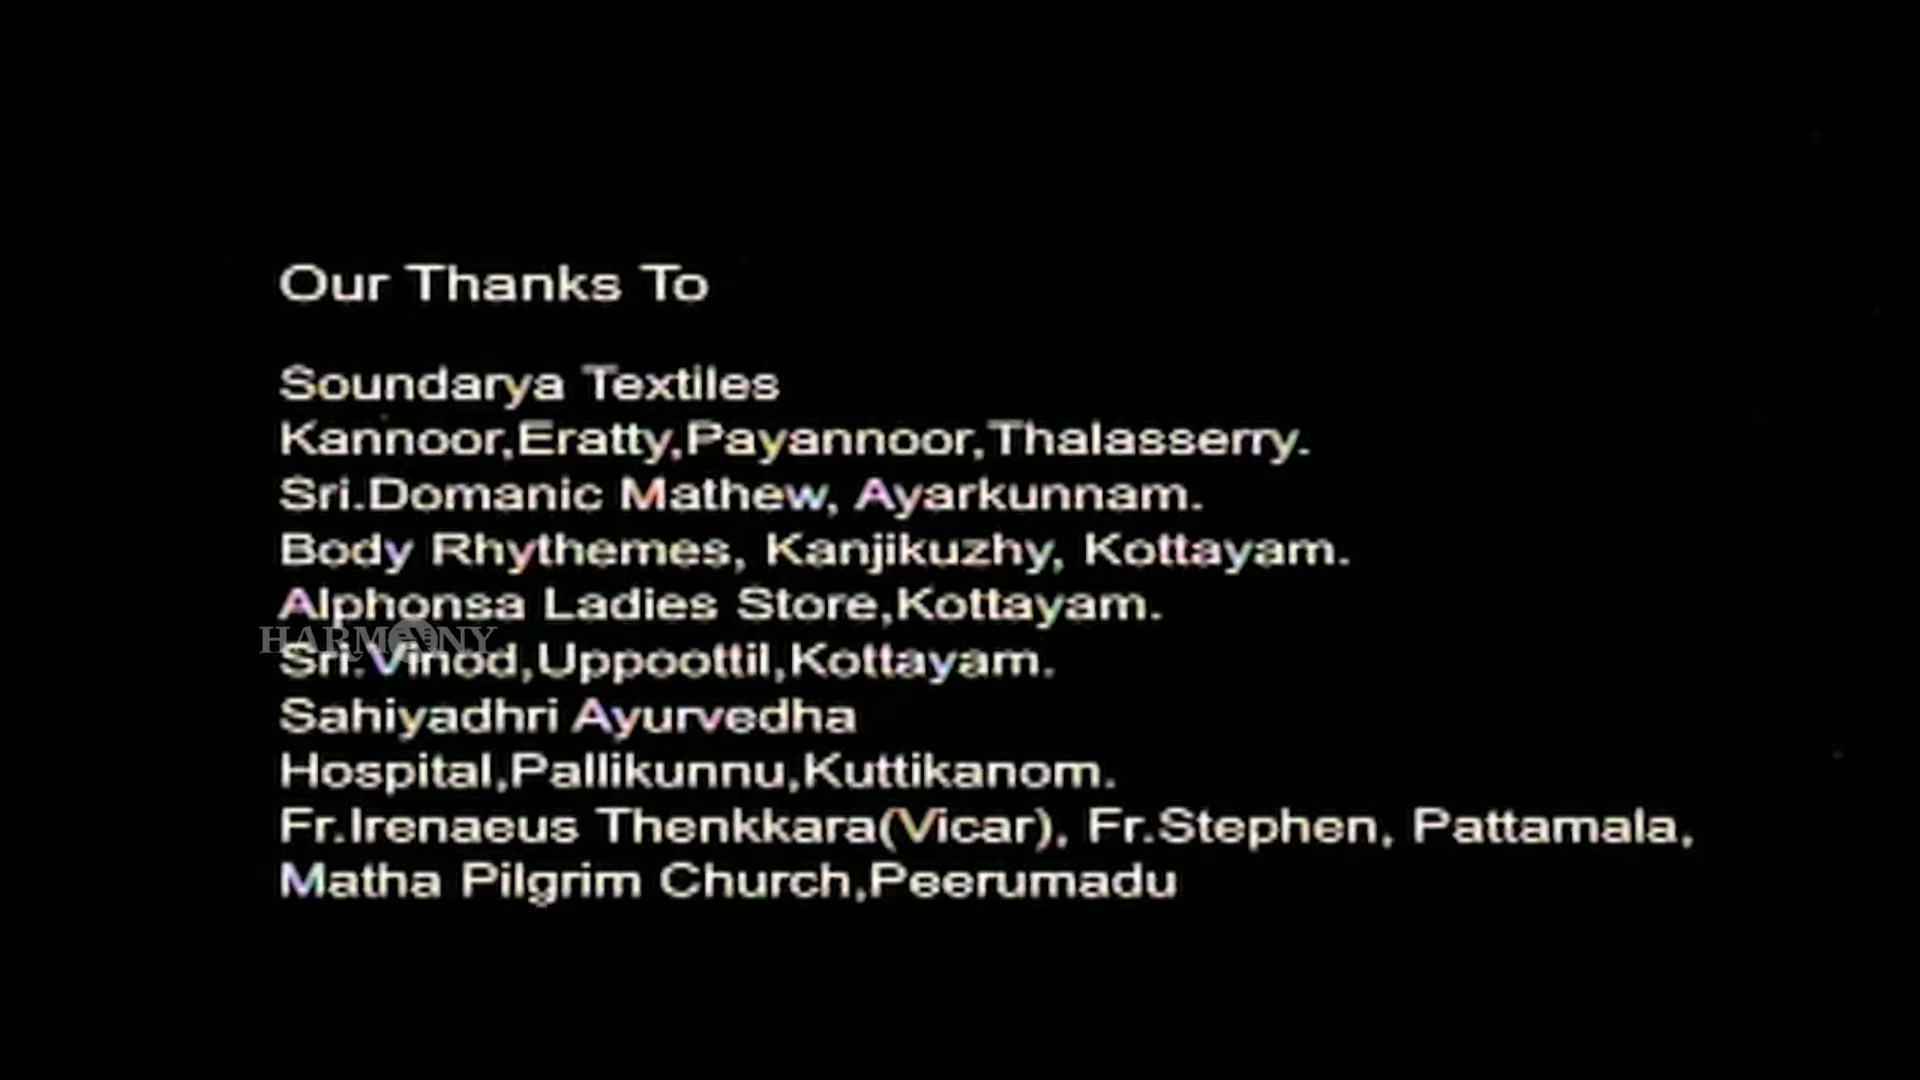 Our Thanks To
Soundarya Textiles
Kannoor,Eratty,Payannoor,Thalasserry.
Sri.Domanic Mathew, Ayarkunnam.
Body Rhythemes, Kanjikuzhy, Kottayam.
Alphonsa Ladies Store,Kottayam.
HARMONY
Sri.Vinod,Uppoottil,Kottayam.
Sahiyadhri Ayurvedha
Hospital,Pallikunnu,Kuttikanom.
Fr.Irenaeus Thenkkara(Vicar), Fr.Stephen, Pattamala,
Matha Pilgrim Church,Peerumadu